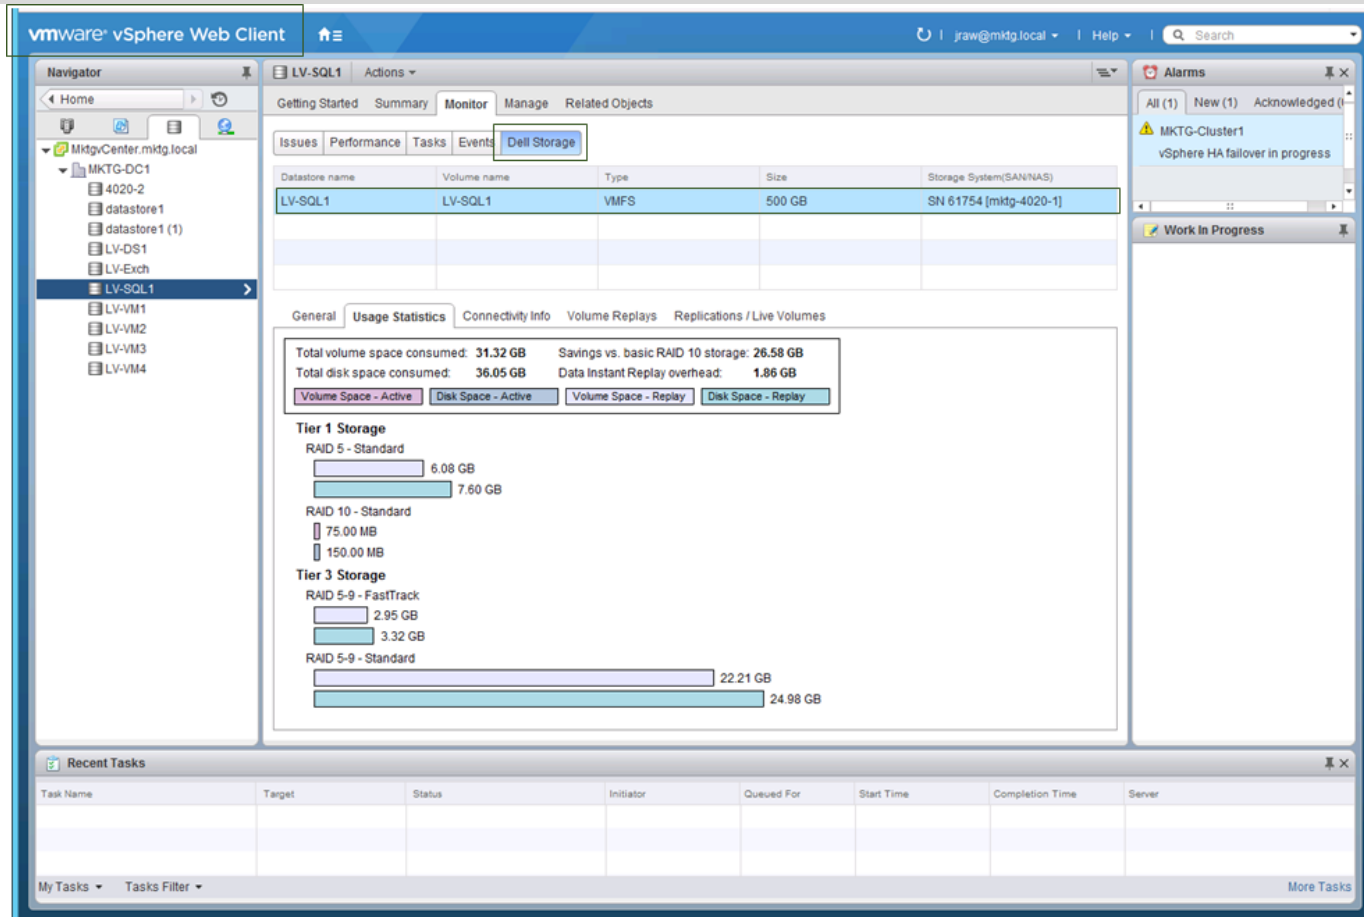 vmware® vSphere Web Client
jraw@mktg.local
Help
Search
Navigator
Home
MktgvCenter.mktg.local
MKTG-DC1
4020-2
datastore1
datastore1 (1)
LV-DS1
LV-Exch
LV-SQL1
LV-VM1
LV-VM2
LV-VM3
LV-VM4
LV-SQL1 Actions
Getting Started Summary Monitor Manage Related Objects
Issues Performance Tasks Events Dell Storage
Datastore name Volume name Type Size Storage System(SAN/NAS)
LV-SQL1 LV-SQL1 VMFS 500 GB SN 61754 [mktg-4020-1]
General Usage Statistics Connectivity Info Volume Replays Replications / Live Volumes
Total volume space consumed: 31.32 GB Savings vs. basic RAID 10 storage: 26.58 GB
Total disk space consumed: 36.05 GB Data Instant Replay overhead: 1.86 GB
Volume Space - Active Disk Space - Active Volume Space - Replay Disk Space - Replay
Tier 1 Storage
RAID 5 - Standard
6.08 GB
7.60 GB
RAID 10 - Standard
75.00 MB
150.00 MB
Tier 3 Storage
RAID 5-9 - FastTrack
2.95 GB
3.32 GB
RAID 5-9 - Standard
22.21 GB
24.98 GB
Alarms
All (1) New (1) Acknowledged (
MKTG-Cluster1
vSphere HA failover in progress
Work In Progress
Recent Tasks
Task Name Target Status Initiator Queued For Start Time Completion Time Server
My Tasks Tasks Filter More Tasks